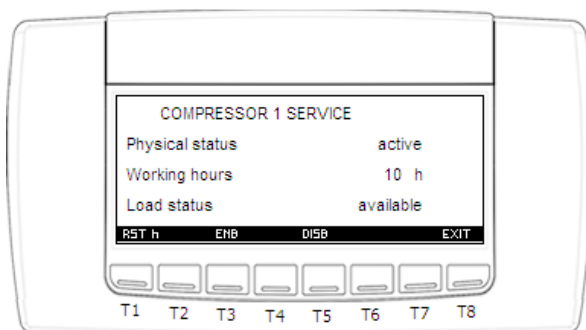 COMPRESSOR 1 SERVICE
Physical status active
Working hours 10 h
Load status available
RST h ENB DISB EXIT
T1 T2 T3 T4 T5 T6 T7 T8